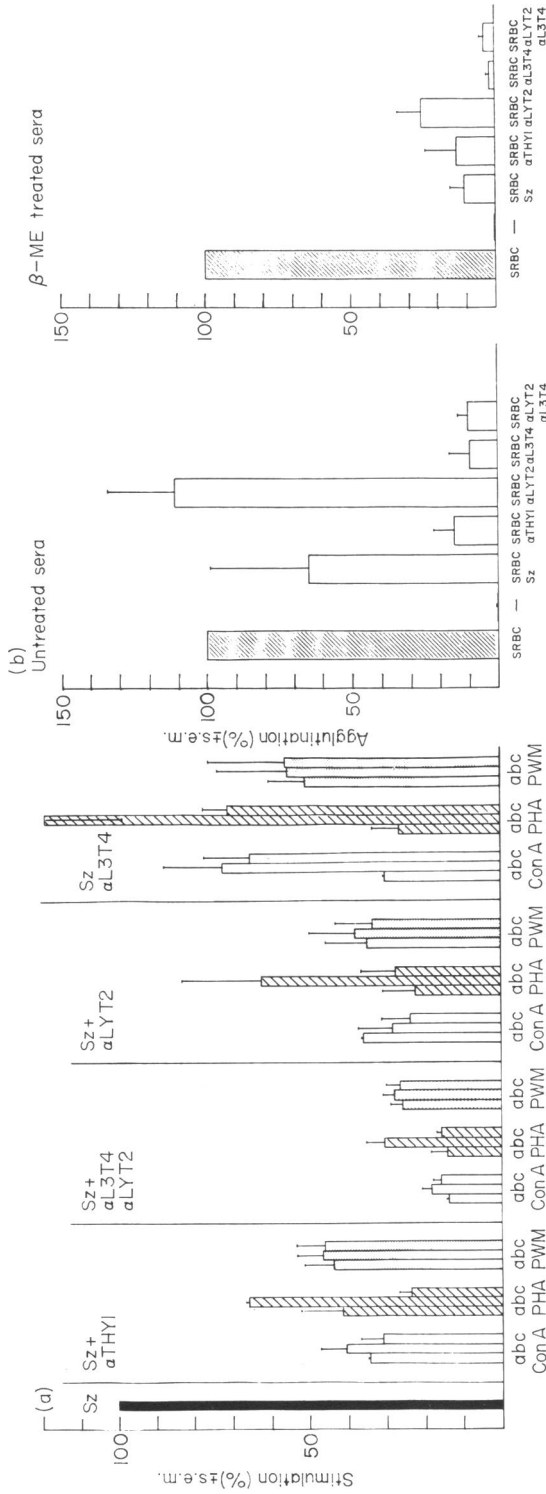 (a)
Stimulation (%)±s.e.m.
100
50
Sz
Sz+
αTHY1
abc abc abc
Con A PHA PWM
Sz+
αL3T4
αLYT2
abc abc abc
Con A PHA PWM
Sz+
αLYT2
abc abc abc
Con A PHA PWM
Sz
αL3T4
abc abc abc
Con A PHA PWM
(b)
Untreated sera
Agglutination (%)±s.e.m.
150
100
50
SRBC — SRBC SRBC SRBC SRBC SRBC
Sz αTHY1 αLYT2 αL3T4 αLYT2
αL3T4
β-ME treated sera
150
100
50
SRBC — SRBC SRBC SRBC SRBC SRBC
Sz αTHY1 αLYT2 αL3T4 αLYT2
αL3T4